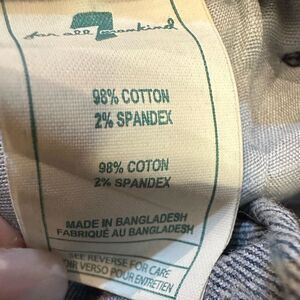 7
for all mankind
98% COTTON
2% SPANDEX
98% COTON
2% SPANDEX
MADE IN BANGLADESH
FABRIQUÉ AU BANGLADESH
SEE REVERSE FOR CARE
VOIR VERSO POUR ENTRETIEN